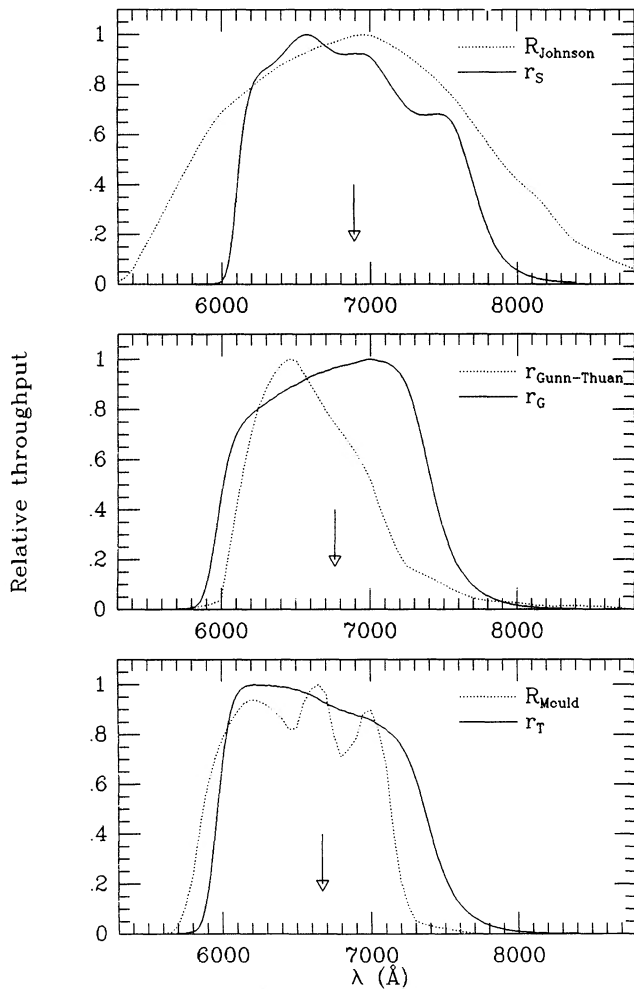 1
.8
.6
.4
.2
0
R_Johnson
r_S
6000 7000 8000
Relative throughput
1
.8
.6
.4
.2
0
r_Gunn-Thuan
r_G
6000 7000 8000
1
.8
.6
.4
.2
0
R_Mould
r_T
6000 7000 8000
λ (Å)